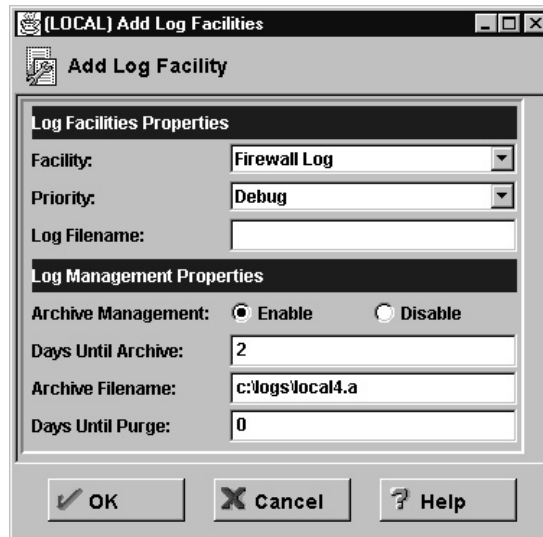 (LOCAL) Add Log Facilities
Add Log Facility
Log Facilities Properties
Facility: Firewall Log
Priority: Debug
Log Filename:
Log Management Properties
Archive Management: Enable Disable
Days Until Archive: 2
Archive Filename: c:\logs\local4.a
Days Until Purge: 0
OK Cancel Help